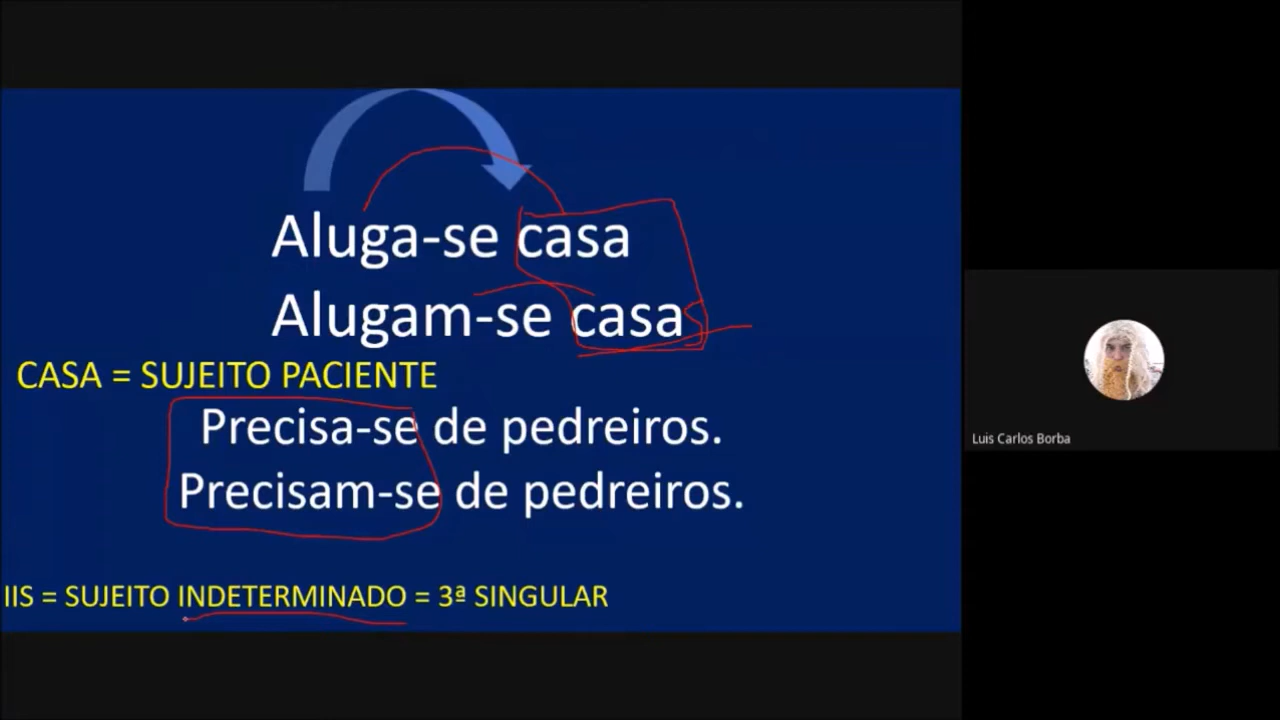 Aluga-se casa
Alugam-se casa
CASA = SUJEITO PACIENTE
Precisa-se de pedreiros.
Precisam-se de pedreiros.
IIS = SUJEITO INDETERMINADO = 3ª SINGULAR
Luis Carlos Borba